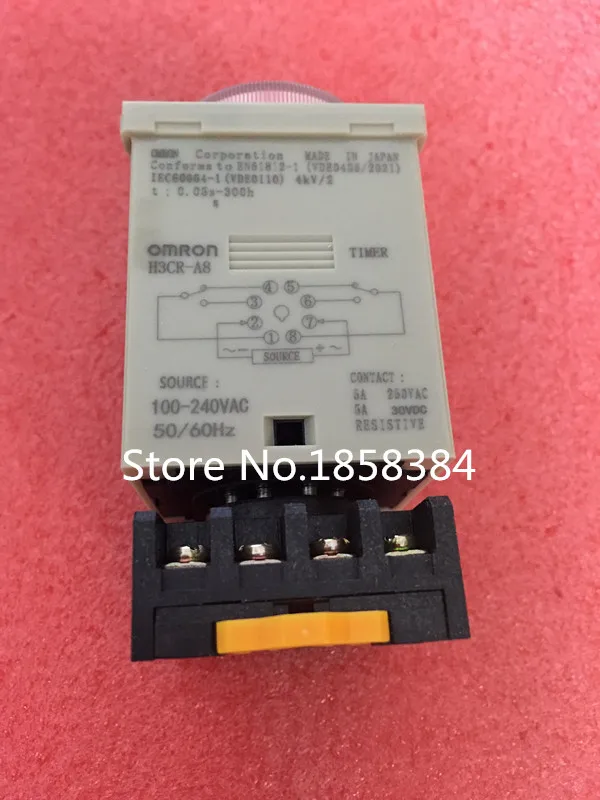 OMRON Corporation MADE IN JAPAN
Conforms to EN61812-1 (VDE0435/2021)
IEC60664-1 (VDE0110) 4kV/2
t : 0.05s-300h
N
OMRON TIMER
H3CR-A8
4 5
3 6
2 7
1 8
~ - SOURCE + ~
SOURCE : CONTACT :
100-240VAC 5A 250VAC
50/60Hz 5A 30VDC
RESISTIVE
Store No.1858384